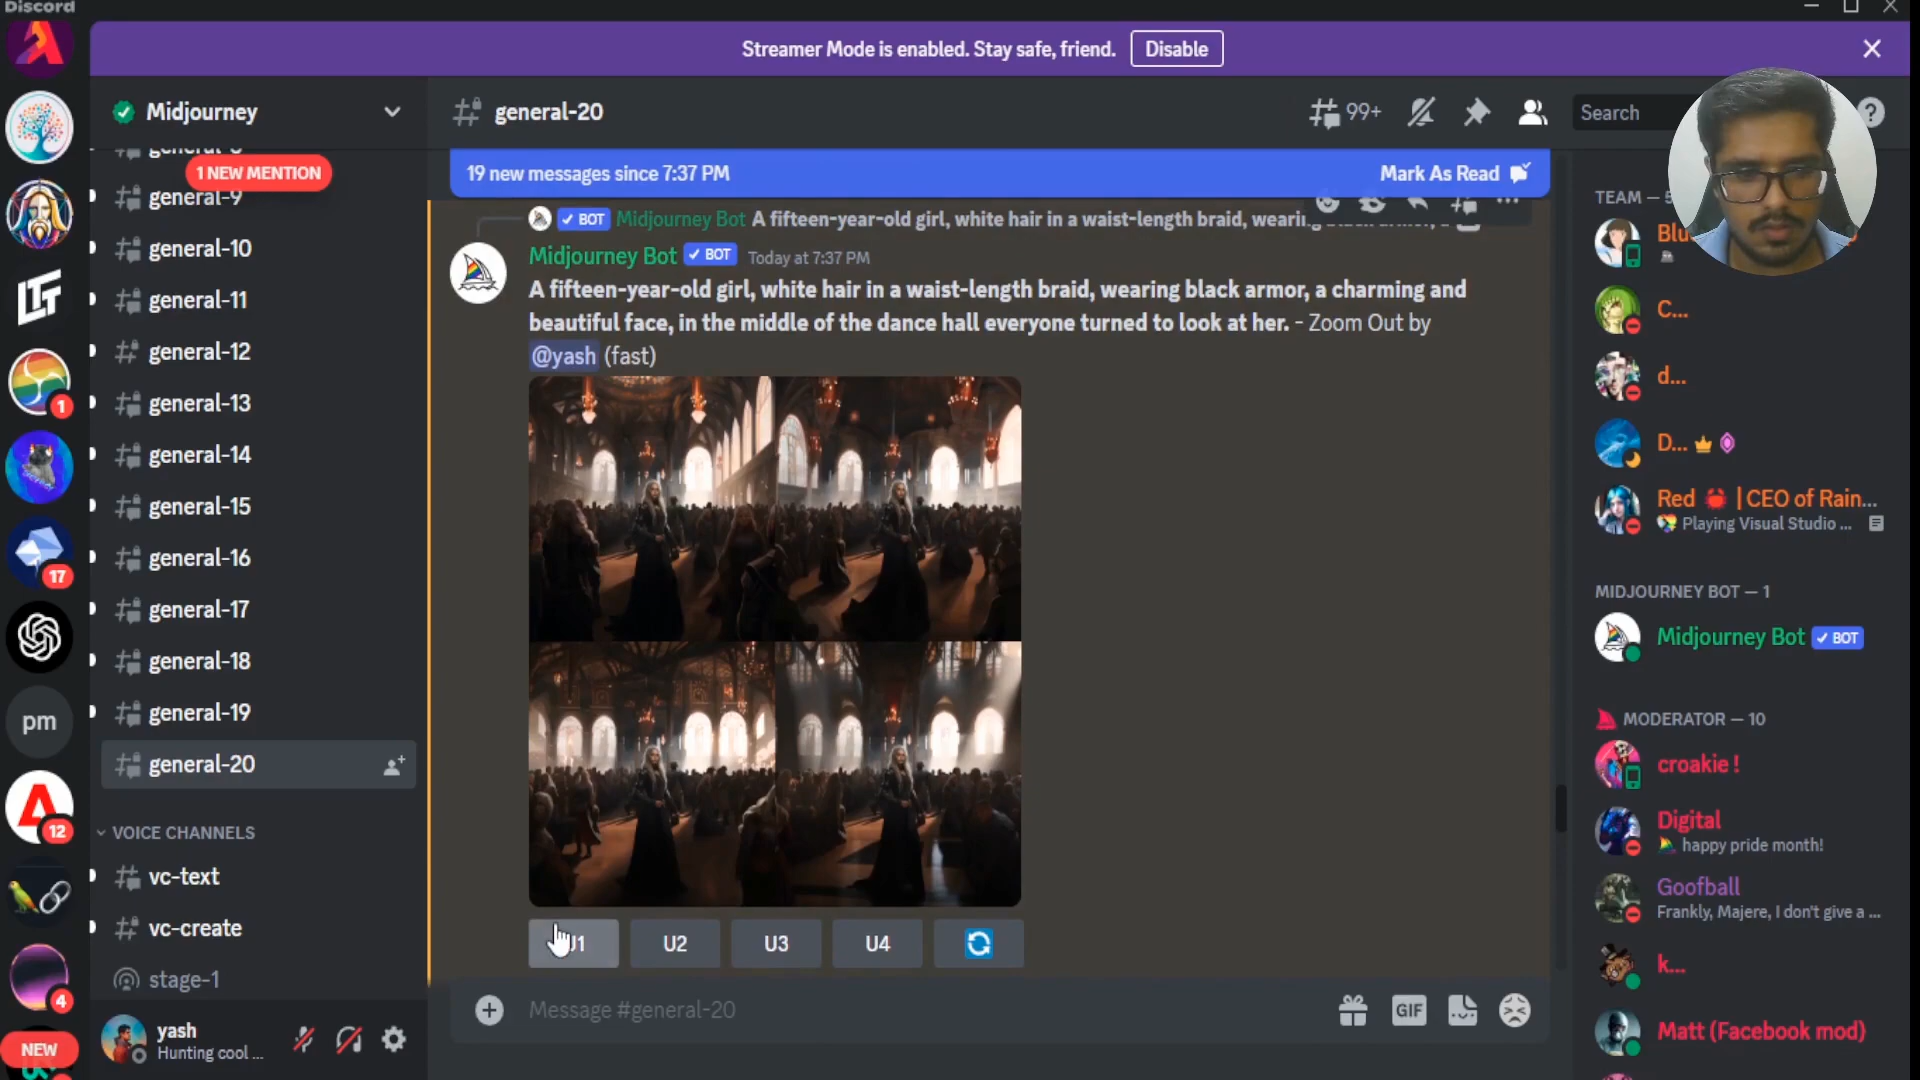 Discord
Streamer Mode is enabled. Stay safe, friend.
Disable
Midjourney
general-20
99+
Search
1 NEW MENTION
general-9
general-10
general-11
general-12
general-13
general-14
general-15
general-16
general-17
general-18
general-19
general-20
VOICE CHANNELS
vc-text
vc-create
stage-1
yash
Hunting cool ...
1
17
pm
12
4
NEW
19 new messages since 7:37 PM
Mark As Read
BOT Midjourney Bot A fifteen-year-old girl, white hair in a waist-length braid,
Midjourney Bot BOT Today at 7:37 PM
A fifteen-year-old girl, white hair in a waist-length braid, wearing black armor, a charming and
beautiful face, in the middle of the dance hall everyone turned to look at her. - Zoom Out by
@yash (fast)
U1
U2
U3
U4
Message #general-20
GIF
TEAM —
C...
d...
D...
Red | CEO of Rain...
Playing Visual Studio ...
MIDJOURNEY BOT — 1
Midjourney Bot BOT
MODERATOR — 10
croakie !
Digital
happy pride month!
Goofball
Frankly, Majere, I don't give a ...
k...
Matt (Facebook mod)